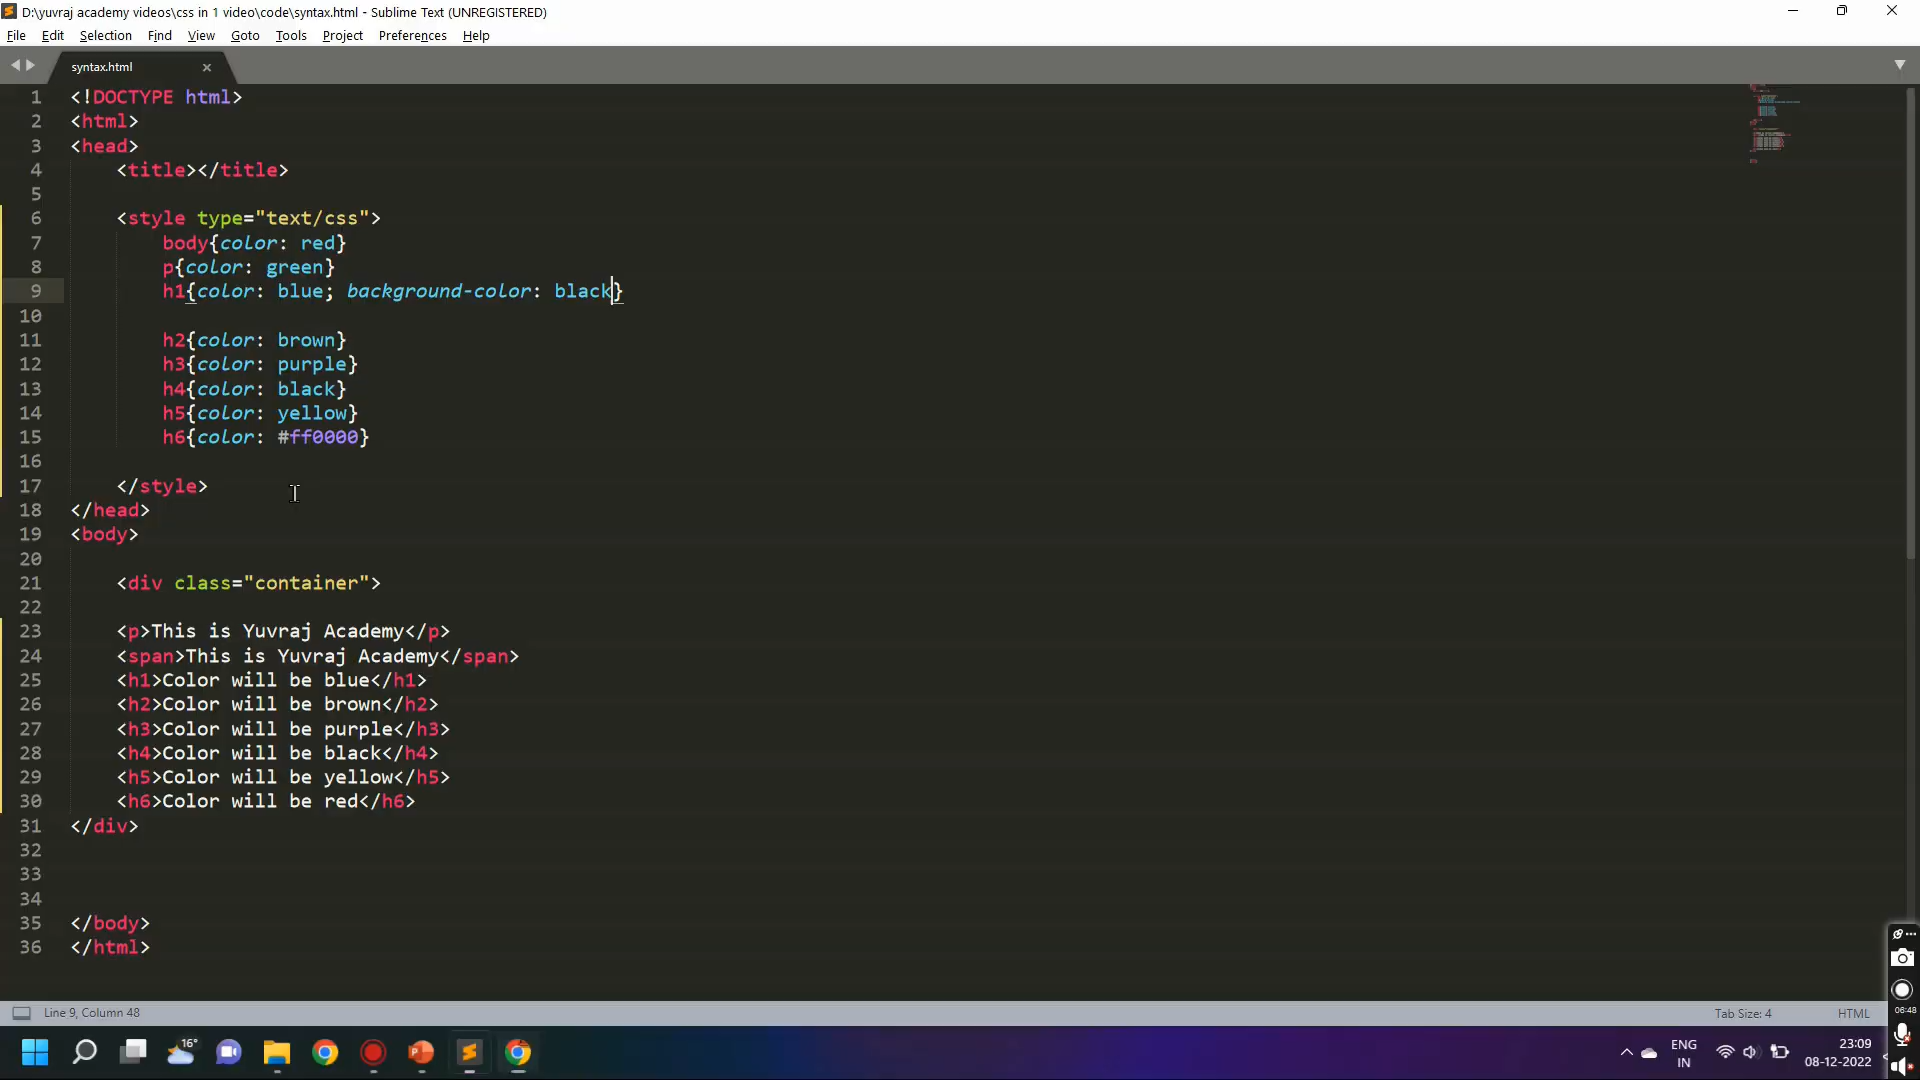 D:\yuvraj academy videos\css in 1 video\code\syntax.html - Sublime Text (UNREGISTERED)
File Edit Selection Find View Goto Tools Project Preferences Help
syntax.html
1 <!DOCTYPE html>
2 <html>
3 <head>
4 <title></title>
5
6 <style type="text/css">
7 body{color: red}
8 p{color: green}
9 h1{color: blue; background-color: black}
10
11 h2{color: brown}
12 h3{color: purple}
13 h4{color: black}
14 h5{color: yellow}
15 h6{color: #ff0000}
16
17 </style>
18 </head>
19 <body>
20
21 <div class="container">
22
23 <p>This is Yuvraj Academy</p>
24 <span>This is Yuvraj Academy</span>
25 <h1>Color will be blue</h1>
26 <h2>Color will be brown</h2>
27 <h3>Color will be purple</h3>
28 <h4>Color will be black</h4>
29 <h5>Color will be yellow</h5>
30 <h6>Color will be red</h6>
31 </div>
32
33
34
35 </body>
36 </html>
06:48
Line 9, Column 48 Tab Size: 4 HTML
16°
ENG
IN
23:09
08-12-2022